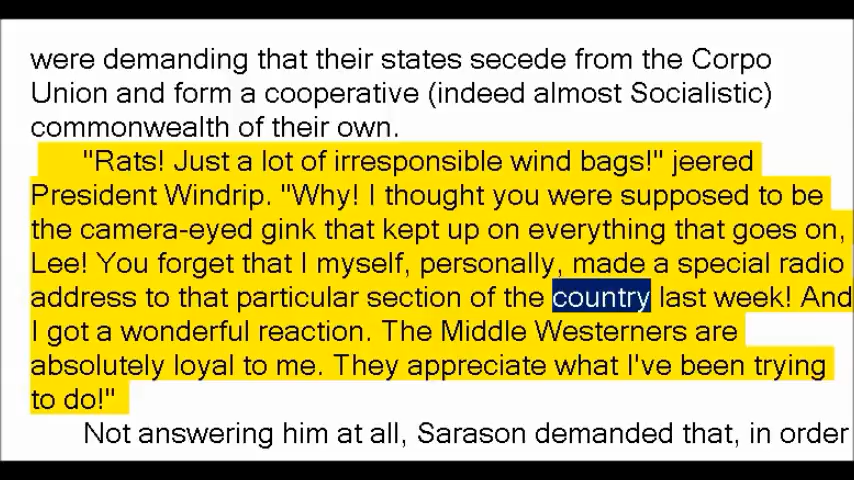 were demanding that their states secede from the Corpo
Union and form a cooperative (indeed almost Socialistic)
commonwealth of their own.
"Rats! Just a lot of irresponsible wind bags!" jeered
President Windrip. "Why! I thought you were supposed to be
the camera-eyed gink that kept up on everything that goes on,
Lee! You forget that I myself, personally, made a special radio
address to that particular section of the country last week! And
I got a wonderful reaction. The Middle Westerners are
absolutely loyal to me. They appreciate what I've been trying
to do!"
Not answering him at all, Sarason demanded that, in order